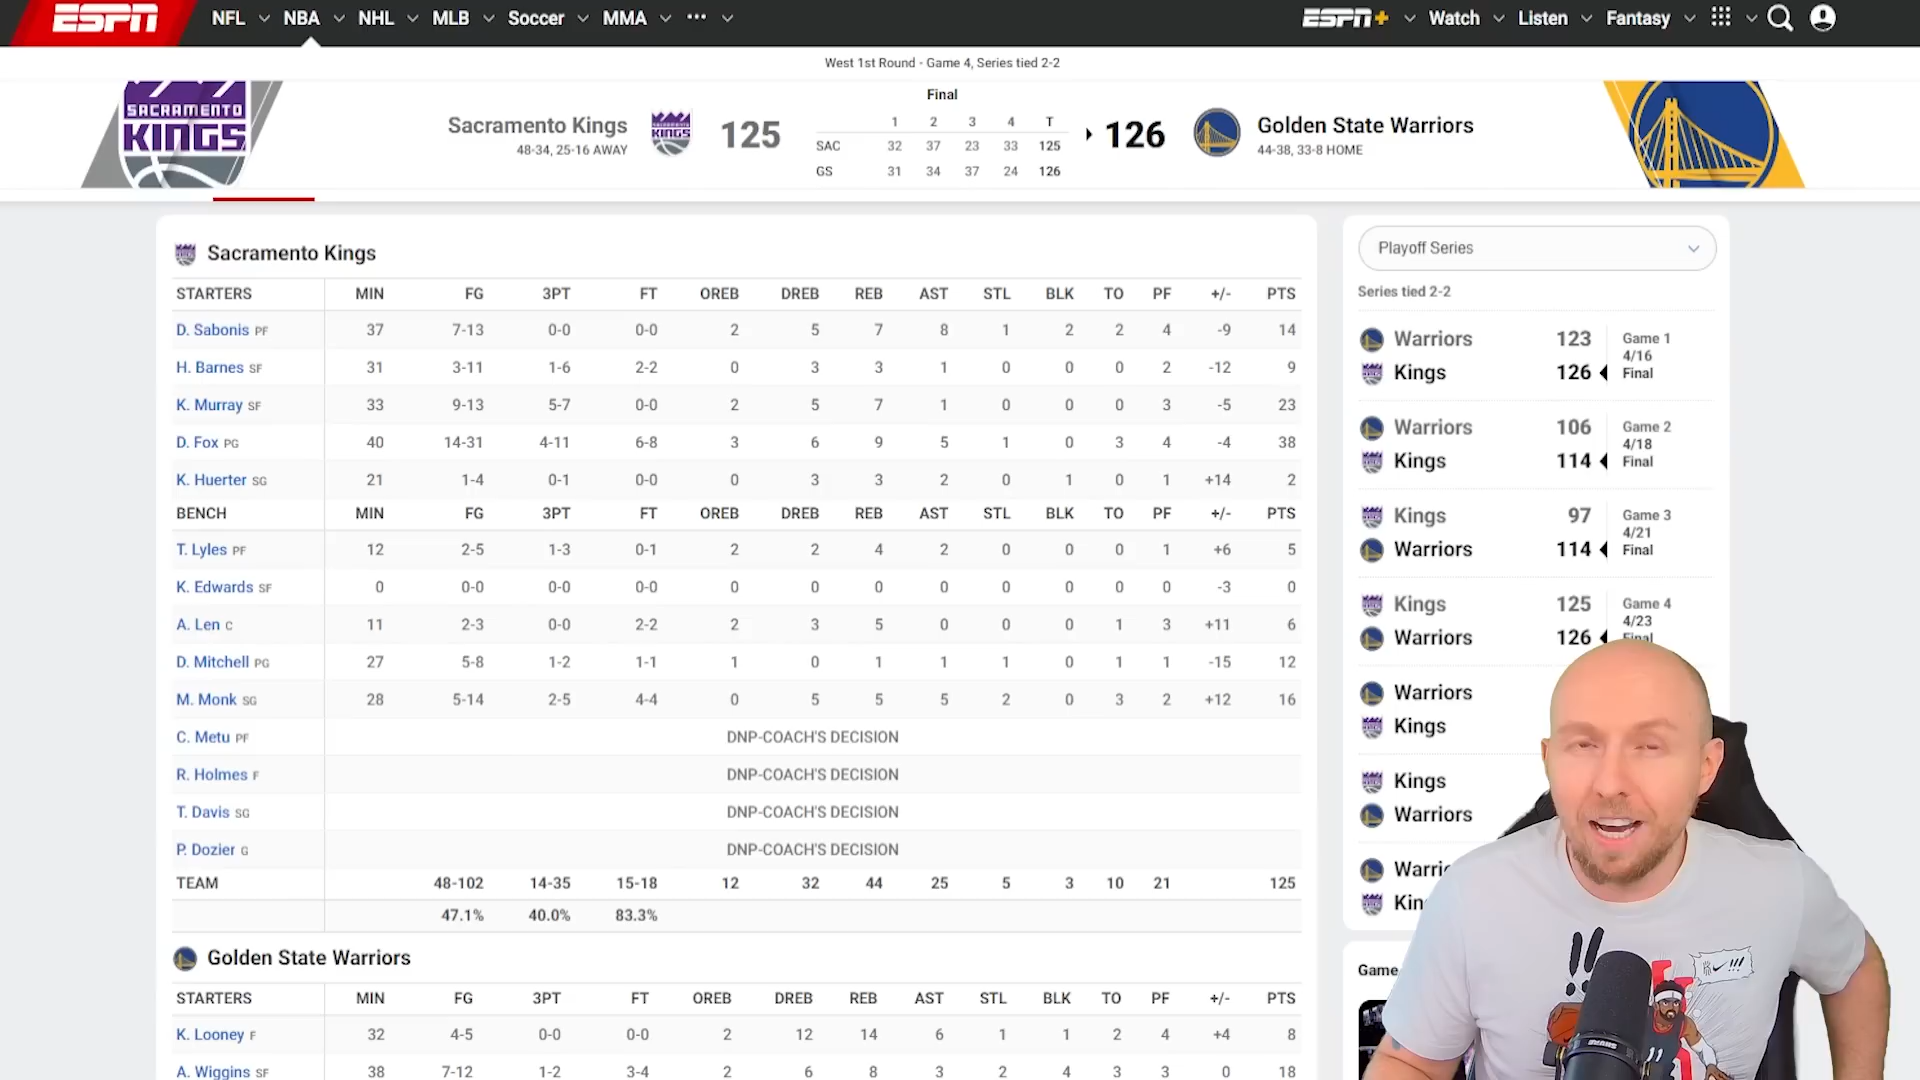 ESPN NFL NBA NHL MLB Soccer MMA ESPN+ Watch Listen Fantasy
West 1st Round - Game 4, Series tied 2-2
SACRAMENTO
KINGS
Sacramento Kings
48-34, 25-16 AWAY
KINGS
125
Final
1 2 3 4 T
SAC 32 37 23 33 125
GS 31 34 37 24 126
126
Golden State Warriors
44-38, 33-8 HOME
Sacramento Kings
STARTERS MIN FG 3PT FT OREB DREB REB AST STL BLK TO PF +/- PTS
D. Sabonis PF 37 7-13 0-0 0-0 2 5 7 8 1 2 2 4 -9 14
H. Barnes SF 31 3-11 1-6 2-2 0 3 3 1 0 0 0 2 -12 9
K. Murray SF 33 9-13 5-7 0-0 2 5 7 1 0 0 0 3 -5 23
D. Fox PG 40 14-31 4-11 6-8 3 6 9 5 1 0 3 4 -4 38
K. Huerter SG 21 1-4 0-1 0-0 0 3 3 2 0 1 0 1 +14 2
BENCH MIN FG 3PT FT OREB DREB REB AST STL BLK TO PF +/- PTS
T. Lyles PF 12 2-5 1-3 0-1 2 2 4 2 0 0 0 1 +6 5
K. Edwards SF 0 0-0 0-0 0-0 0 0 0 0 0 0 0 0 -3 0
A. Len C 11 2-3 0-0 2-2 2 3 5 0 0 0 1 3 +11 6
D. Mitchell PG 27 5-8 1-2 1-1 1 0 1 1 1 0 1 1 -15 12
M. Monk SG 28 5-14 2-5 4-4 0 5 5 5 2 0 3 2 +12 16
C. Metu PF DNP-COACH'S DECISION
R. Holmes F DNP-COACH'S DECISION
T. Davis SG DNP-COACH'S DECISION
P. Dozier G DNP-COACH'S DECISION
TEAM 48-102 14-35 15-18 12 32 44 25 5 3 10 21 125
47.1% 40.0% 83.3%
Golden State Warriors
STARTERS MIN FG 3PT FT OREB DREB REB AST STL BLK TO PF +/- PTS
K. Looney F 32 4-5 0-0 0-0 2 12 14 6 1 1 2 4 +4 8
A. Wiggins SF 38 7-12 1-2 3-4 2 6 8 3 2 4 3 3 0 18
Playoff Series
Series tied 2-2
Warriors 123 Game 1
4/16
Kings 126 Final
Warriors 106 Game 2
4/18
Kings 114 Final
Kings 97 Game 3
4/21
Warriors 114 Final
Kings 125 Game 4
4/23
Warriors 126 Final
Warriors
Kings
Kings
Warriors
Warrio
Kin
Game
!!
!!!
11
SHURE